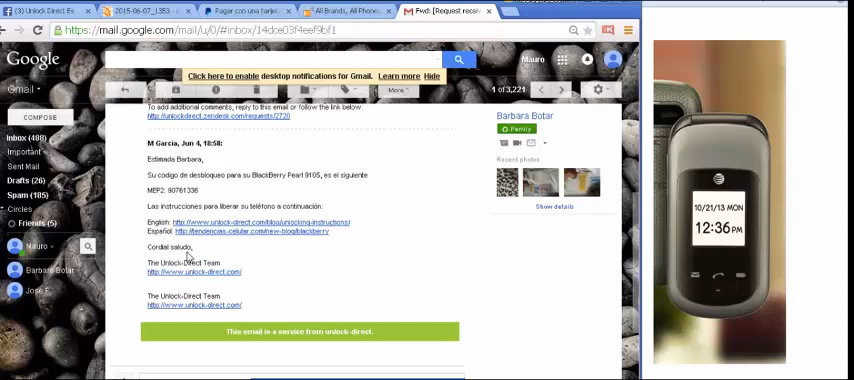 (3) Unlock Direct Es
2015-06-07_1353 - im
Pagar con una tarjet
All Brands, All Phone
Fwd: [Request recei
https://mail.google.com/mail/u/0/#inbox/14dce03f4eef9bf1
Google
Mauro
Click here to enable desktop notifications for Gmail. Learn more Hide
Gmail
More
1 of 3,221
COMPOSE
Inbox (488)
Important
Sent Mail
Drafts (26)
Spam (185)
Circles
Friends (5)
Mauro
Barbara Botar
Jose F
To add additional comments, reply to this email or follow the link below:
http://unlockdirect.zendesk.com/requests/2720
M Garcia, Jun 4, 18:58:
Estimada Barbara,
Su codigo de desbloqueo para su BlackBerry Pearl 9105, es el siguiente
MEP2: 90761336
Las instrucciones para liberar su teléfono a continuación:
English: http://www.unlock-direct.com/blog/unlocking-instructions/
Español: http://tendencias-celular.com/new-blog/blackberry
Cordial saludo,
The Unlock-Direct Team
http://www.unlock-direct.com/
The Unlock-Direct Team
http://www.unlock-direct.com/
This email is a service from unlock-direct.
Barbara Botar
Family
Recent photos
Show details
10/21/13 MON
12:36 PM